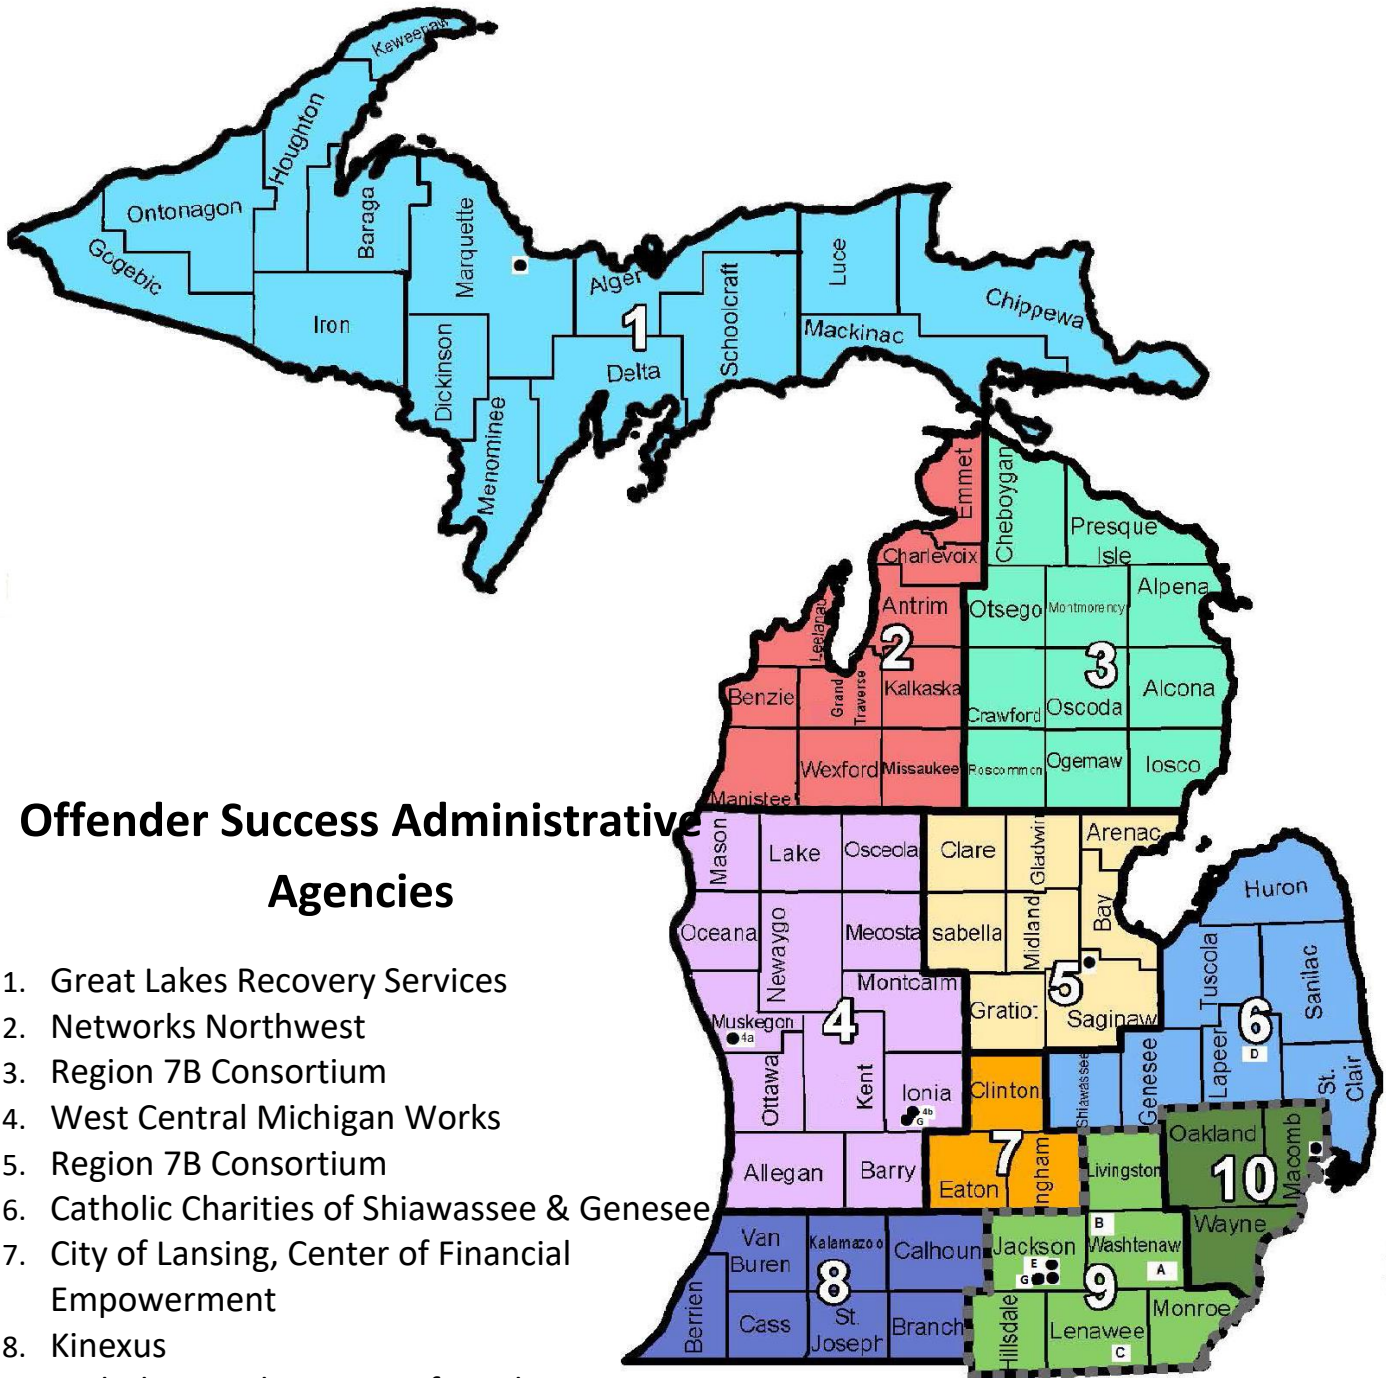 Keweenaw
Houghton
Ontonagon
Gogebic
Baraga
Marquette
Iron
Alger
1
Luce
Schoolcraft
Chippewa
Mackinac
Dickinson
Delta
Menominee
Emmet
Cheboygan
Presque
Isle
Charlevoix
Alpena
Antrim
Otsego
Montmorency
Leelanau
2
3
Benzie
Grand
Traverse
Kalkaska
Crawford
Oscoda
Alcona
Wexford
Missaukee
Roscommon
Ogemaw
Iosco
Manistee
Offender Success Administrative
Agencies
Mason
Lake
Osceola
Clare
Gladwin
Arenac
Huron
Oceana
Newaygo
Mecosta
sabella
Midland
Bay
Tuscola
Sanilac
Montcalm
5
Gratiot
Saginaw
Muskegon
4a
4
6
D
Lapeer
St.
Clair
Ottawa
Kent
Ionia
4b
G
Clinton
Shiawassee
Genesee
Allegan
Barry
7
Eaton
Ingham
Livingston
Oakland
10
Macomb
Wayne
Van
Buren
Kalamazoo
Calhoun
Jackson
E
G
B
Washtenaw
A
8
9
Berrien
Cass
St.
Joseph
Branch
Hillsdale
Lenawee
C
Monroe
1. Great Lakes Recovery Services
2. Networks Northwest
3. Region 7B Consortium
4. West Central Michigan Works
5. Region 7B Consortium
6. Catholic Charities of Shiawassee & Genesee
7. City of Lansing, Center of Financial
Empowerment
8. Kinexus